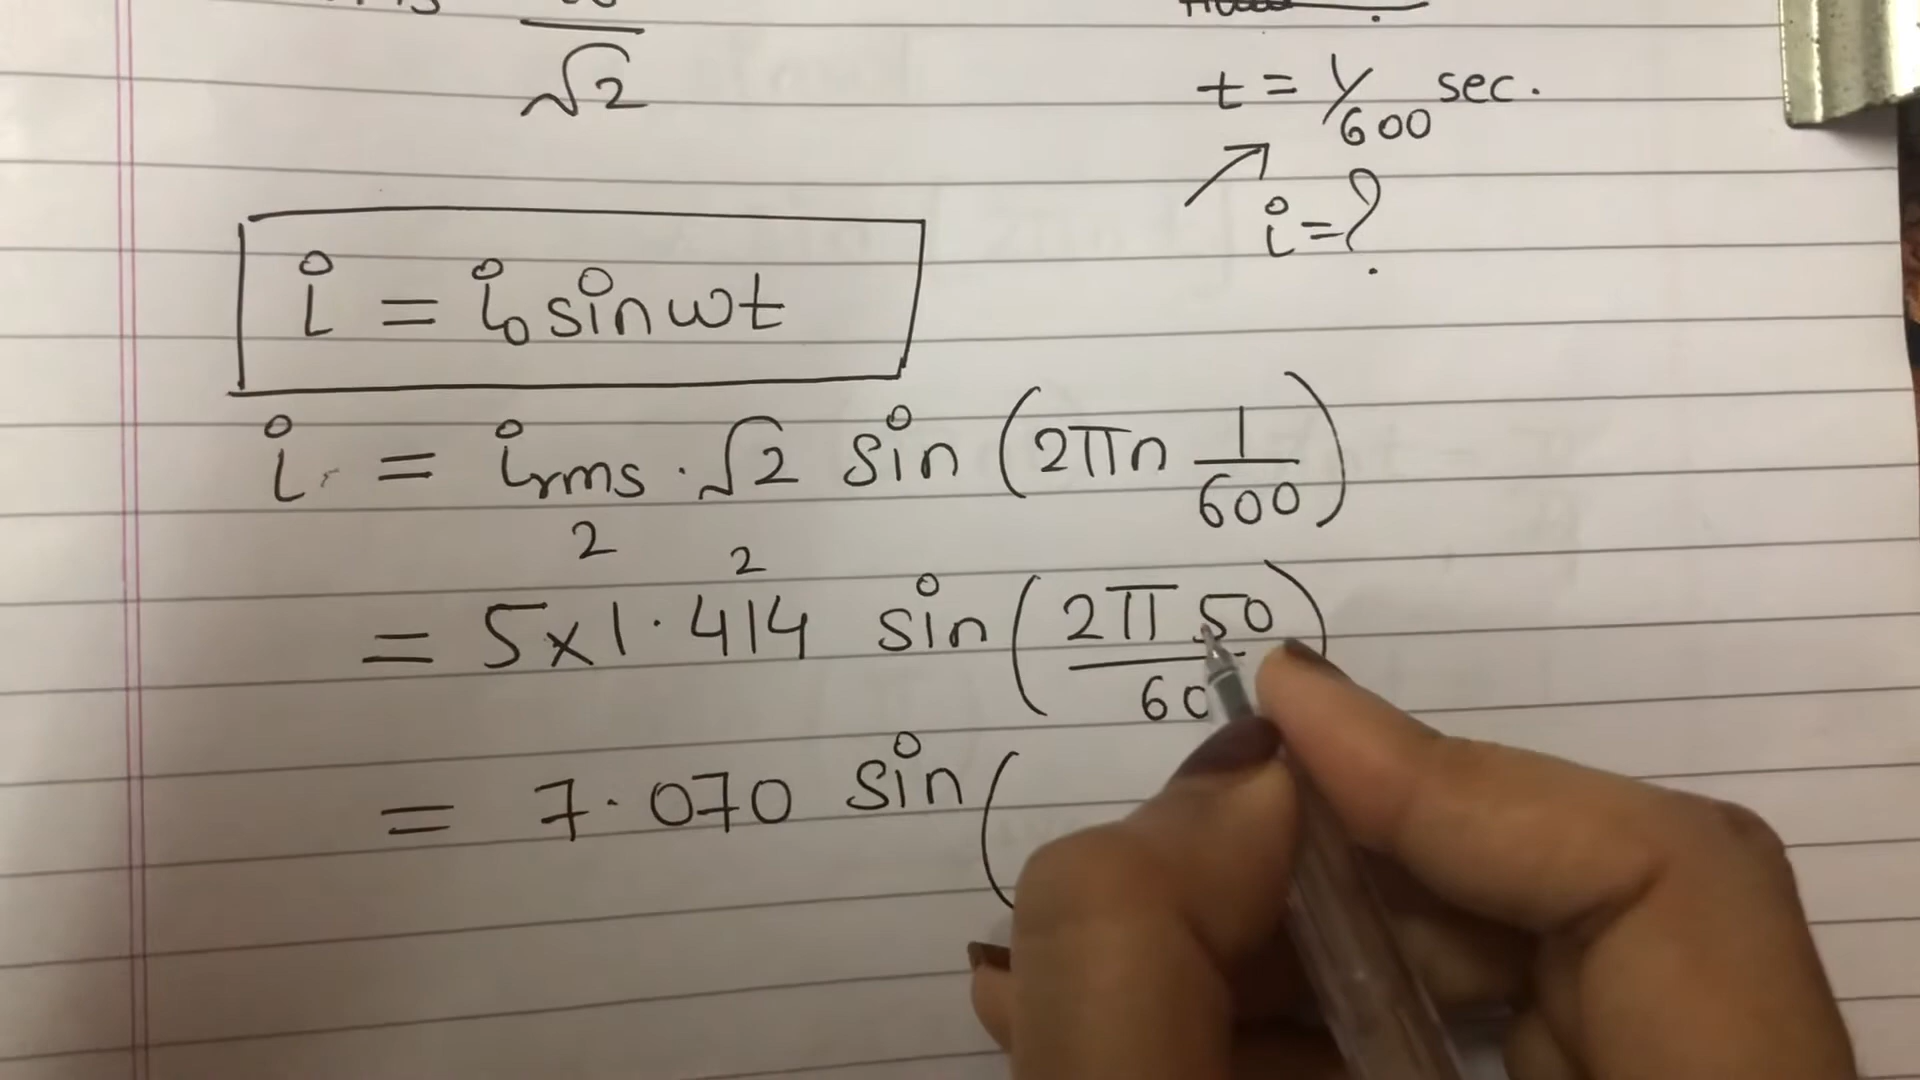 √2
t = 1/600 sec.
i = ?
i = i₀ sin ωt
i = irms . √2 sin (2πn 1/600)
2 2
= 5 x 1.414 sin (2π 50/60
= 7.070 sin (